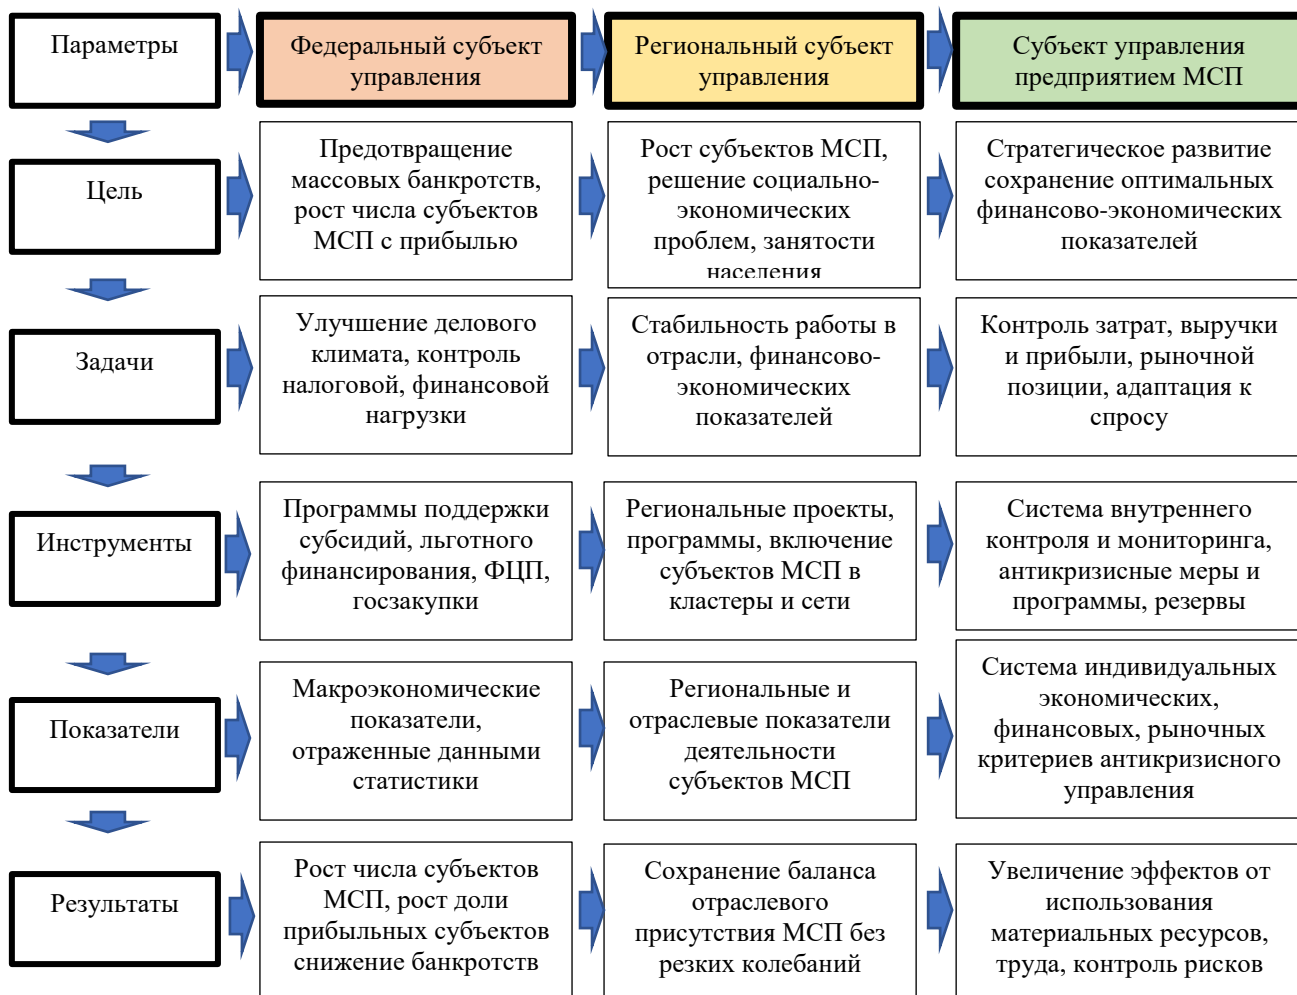 Параметры
Федеральный субъект
управления
Региональный субъект
управления
Субъект управления
предприятием МСП
Цель
Предотвращение
массовых банкротств,
рост числа субъектов
МСП с прибылью
Рост субъектов МСП,
решение социально-
экономических
проблем, занятости
населения
Стратегическое развитие
сохранение оптимальных
финансово-экономических
показателей
Задачи
Улучшение делового
климата, контроль
налоговой, финансовой
нагрузки
Стабильность работы в
отрасли, финансово-
экономических
показателей
Контроль затрат, выручки
и прибыли, рыночной
позиции, адаптация к
спросу
Инструменты
Программы поддержки
субсидий, льготного
финансирования, ФЦП,
госзакупки
Региональные проекты,
программы, включение
субъектов МСП в
кластеры и сети
Система внутреннего
контроля и мониторинга,
антикризисные меры и
программы, резервы
Показатели
Макроэкономические
показатели,
отраженные данными
статистики
Региональные и
отраслевые показатели
деятельности
субъектов МСП
Система индивидуальных
экономических,
финансовых, рыночных
критериев антикризисного
управления
Результаты
Рост числа субъектов
МСП, рост доли
прибыльных субъектов
снижение банкротств
Сохранение баланса
отраслевого
присутствия МСП без
резких колебаний
Увеличение эффектов от
использования
материальных ресурсов,
труда, контроль рисков